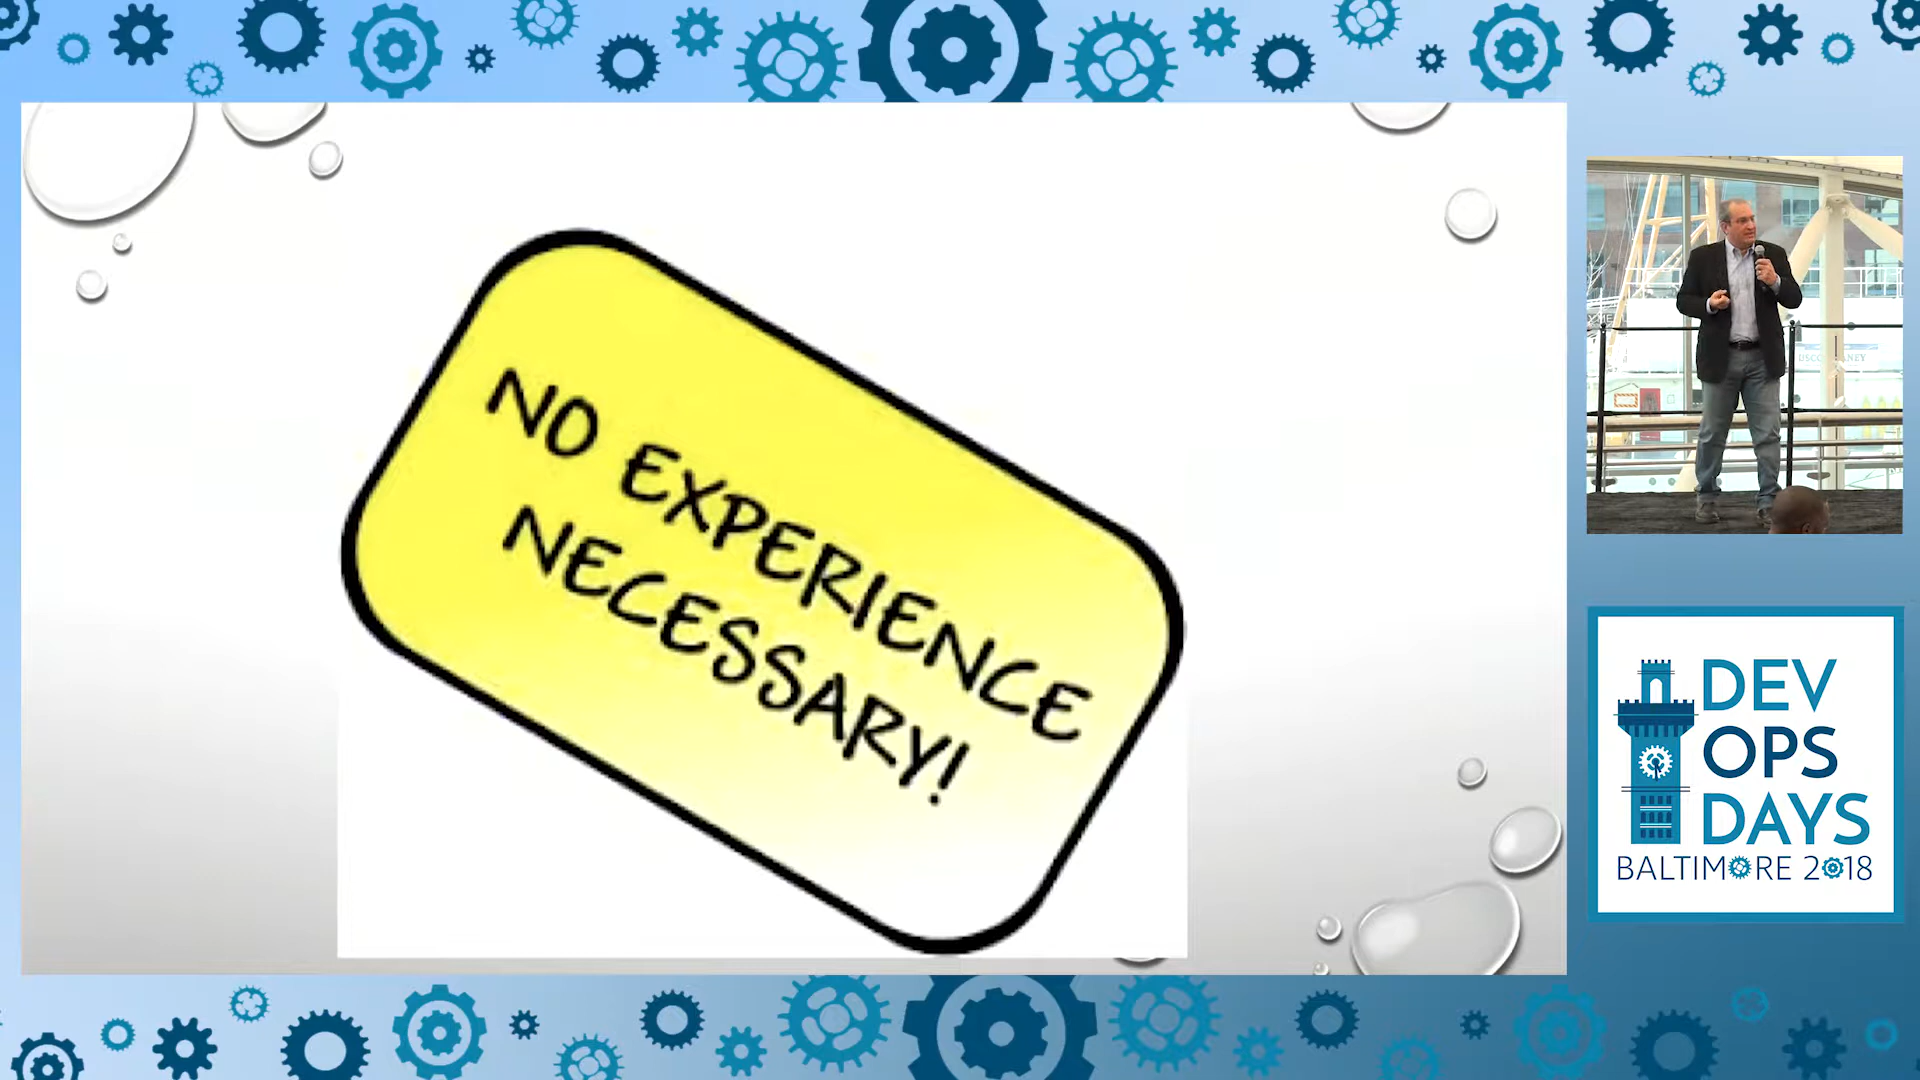 NO EXPERIENCE
NECESSARY!
DEV
OPS
DAYS
BALTIMORE 2018